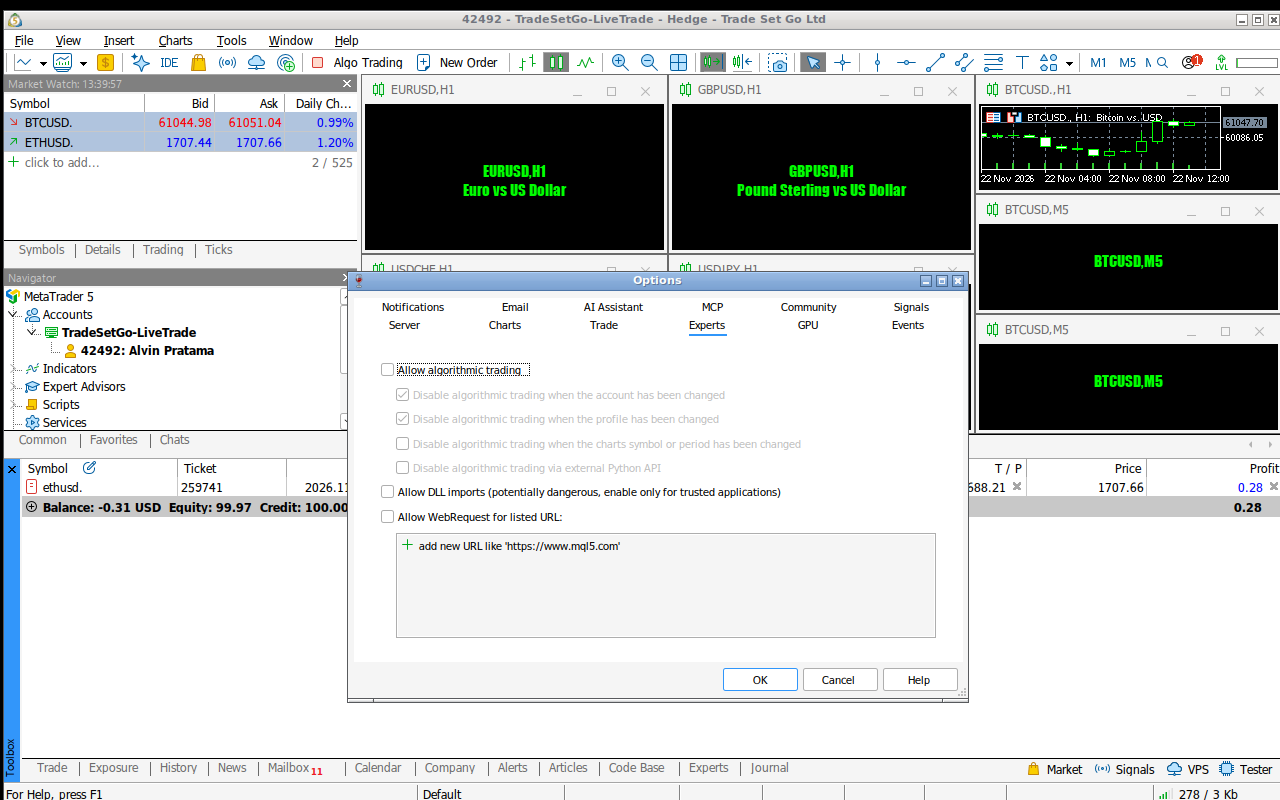 42492 - TradeSetGo-LiveTrade - Hedge - Trade Set Go Ltd
File View Insert Charts Tools Window Help
IDE Algo Trading New Order M1 M5 1 LVL
Market Watch: 13:39:57
Symbol Bid Ask Daily Ch...
BTCUSD. 61044.98 61051.04 0.99%
ETHUSD. 1707.44 1707.66 1.20%
click to add... 2 / 525
Symbols Details Trading Ticks
EURUSD,H1
EURUSD,H1
Euro vs US Dollar
GBPUSD,H1
GBPUSD,H1
Pound Sterling vs US Dollar
BTCUSD.,H1
BTCUSD., H1: Bitcoin vs. USD
61047.70
60086.05
22 Nov 2026 22 Nov 04:00 22 Nov 08:00 22 Nov 12:00
BTCUSD,M5
BTCUSD,M5
BTCUSD,M5
BTCUSD,M5
USDCHF,H1
USDJPY,H1
Navigator
MetaTrader 5
Accounts
TradeSetGo-LiveTrade
42492: Alvin Pratama
Indicators
Expert Advisors
Scripts
Services
Common Favorites Chats
Options
Notifications Email AI Assistant MCP Community Signals
Server Charts Trade Experts GPU Events
Allow algorithmic trading
Disable algorithmic trading when the account has been changed
Disable algorithmic trading when the profile has been changed
Disable algorithmic trading when the charts symbol or period has been changed
Disable algorithmic trading via external Python API
Allow DLL imports (potentially dangerous, enable only for trusted applications)
Allow WebRequest for listed URL:
add new URL like 'https://www.mql5.com'
OK Cancel Help
Symbol Ticket T / P Price Profit
ethusd. 259741 2026.11 688.21 1707.66 0.28
Balance: -0.31 USD Equity: 99.97 Credit: 100.00 0.28
Toolbox
Trade Exposure History News Mailbox 11 Calendar Company Alerts Articles Code Base Experts Journal
Market Signals VPS Tester
For Help, press F1 Default 278 / 3 Kb